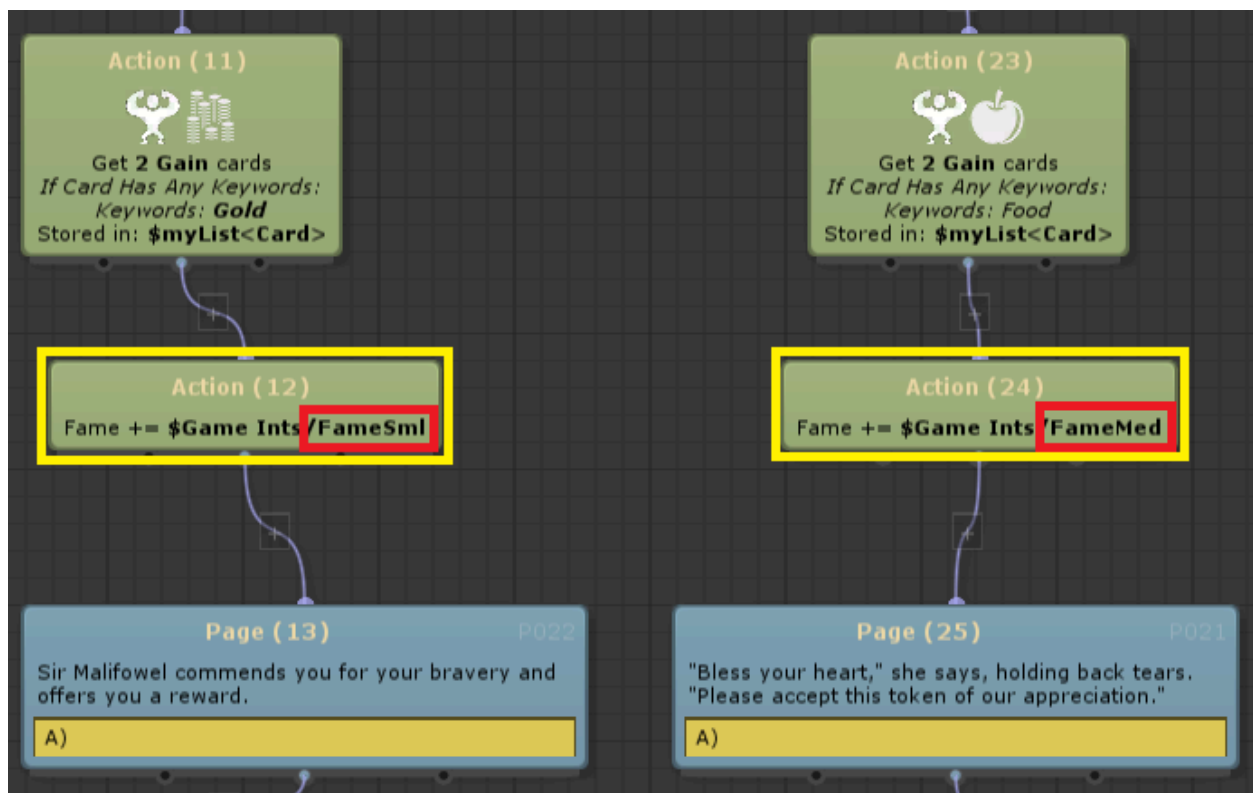 Action (11)
Get 2 Gain cards
If Card Has Any Keywords:
Keywords: Gold
Stored in: $myList<Card>
Action (12)
Fame += $Game Ints/FameSml
Page (13)
P022
Sir Malifowel commends you for your bravery and
offers you a reward.
A)
Action (23)
Get 2 Gain cards
If Card Has Any Keywords:
Keywords: Food
Stored in: $myList<Card>
Action (24)
Fame += $Game Ints/FameMed
Page (25)
P021
"Bless your heart," she says, holding back tears.
"Please accept this token of our appreciation."
A)